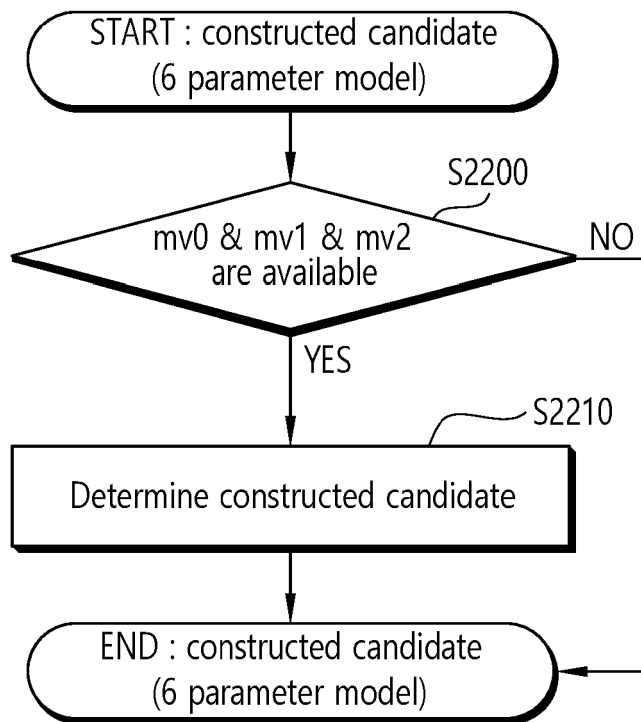 START : constructed candidate
(6 parameter model)
S2200
mv0 & mv1 & mv2
are available
NO
YES
S2210
Determine constructed candidate
END : constructed candidate
(6 parameter model)